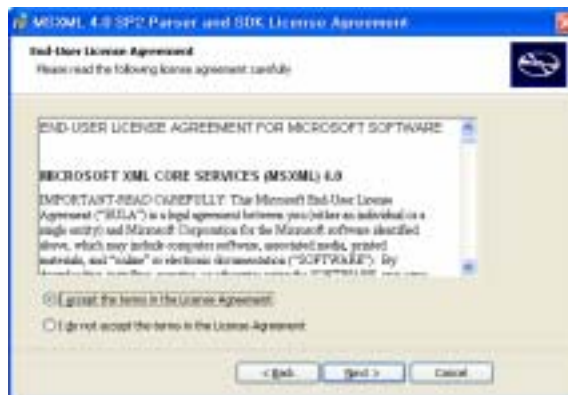 MSXML 4.0 SP2 Parser and SDK License Agreement
End-User License Agreement
Please read the following license agreement carefully
END-USER LICENSE AGREEMENT FOR MICROSOFT SOFTWARE
MICROSOFT XML CORE SERVICES (MSXML) 4.0
IMPORTANT-READ CAREFULLY: This Microsoft End-User License
Agreement ("EULA") is a legal agreement between you (either an individual or a
single entity) and Microsoft Corporation for the Microsoft software identified
above, which may include computer software, associated media, printed
materials, and "online" or electronic documentation ("SOFTWARE"). By
I accept the terms in the License Agreement
I do not accept the terms in the License Agreement
< Back
Next >
Cancel